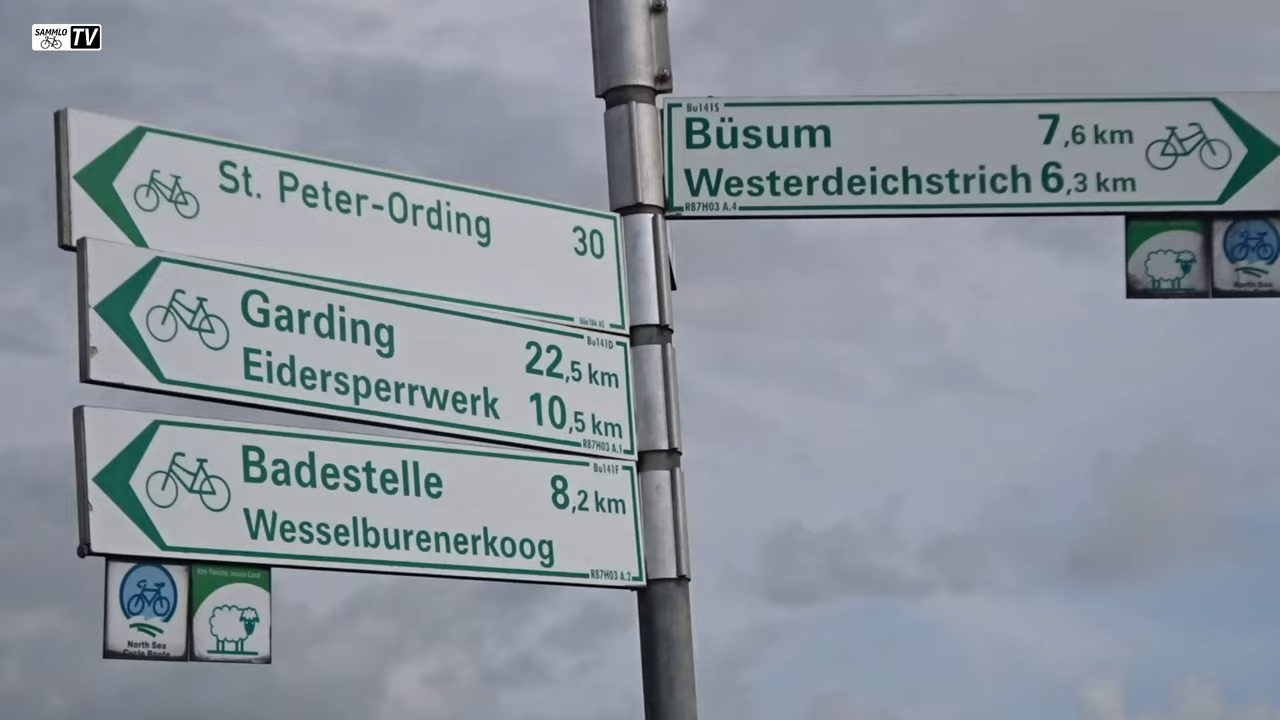 SAMMLO TV
St. Peter-Ording 30
Bu141D
Garding 22,5 km
Eidersperrwerk 10,5 km
R87H03 A.1
Bu141F
Badestelle 8,2 km
Wesselburenerkoog
R87H03 A.2
North Sea
Cycle Route
Bu141S
Büsum 7,6 km
Westerdeichstrich 6,3 km
R87H03 A.4
North Sea